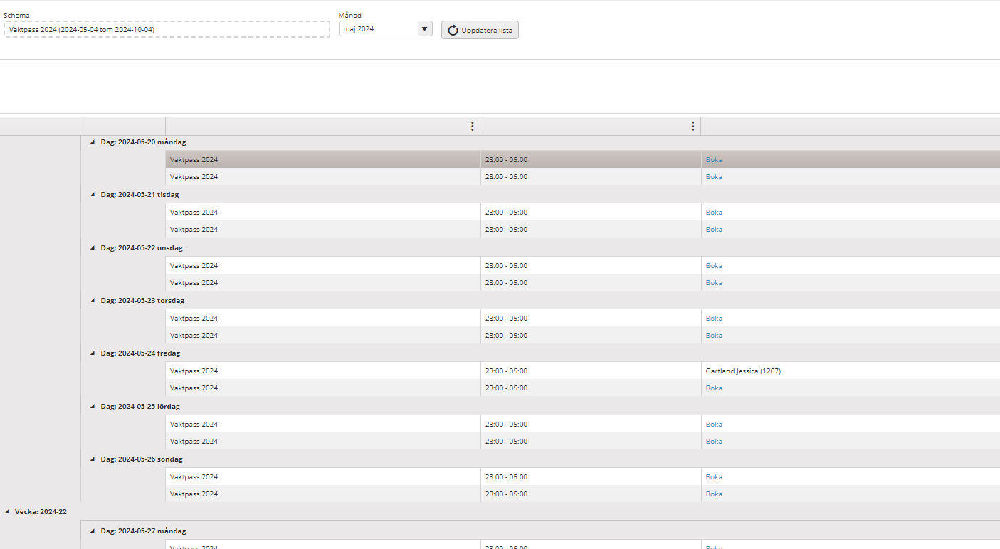 Schema Månad
Vaktpass 2024 (2024-05-04 tom 2024-10-04) maj 2024 Uppdatera lista
Dag: 2024-05-20 måndag
Vaktpass 2024 23:00 - 05:00 Boka
Vaktpass 2024 23:00 - 05:00 Boka
Dag: 2024-05-21 tisdag
Vaktpass 2024 23:00 - 05:00 Boka
Vaktpass 2024 23:00 - 05:00 Boka
Dag: 2024-05-22 onsdag
Vaktpass 2024 23:00 - 05:00 Boka
Vaktpass 2024 23:00 - 05:00 Boka
Dag: 2024-05-23 torsdag
Vaktpass 2024 23:00 - 05:00 Boka
Vaktpass 2024 23:00 - 05:00 Boka
Dag: 2024-05-24 fredag
Vaktpass 2024 23:00 - 05:00 Gartland Jessica (1267)
Vaktpass 2024 23:00 - 05:00 Boka
Dag: 2024-05-25 lördag
Vaktpass 2024 23:00 - 05:00 Boka
Vaktpass 2024 23:00 - 05:00 Boka
Dag: 2024-05-26 söndag
Vaktpass 2024 23:00 - 05:00 Boka
Vaktpass 2024 23:00 - 05:00 Boka
Vecka: 2024-22
Dag: 2024-05-27 måndag
Vaktpass 2024 23:00 - 05:00 Boka